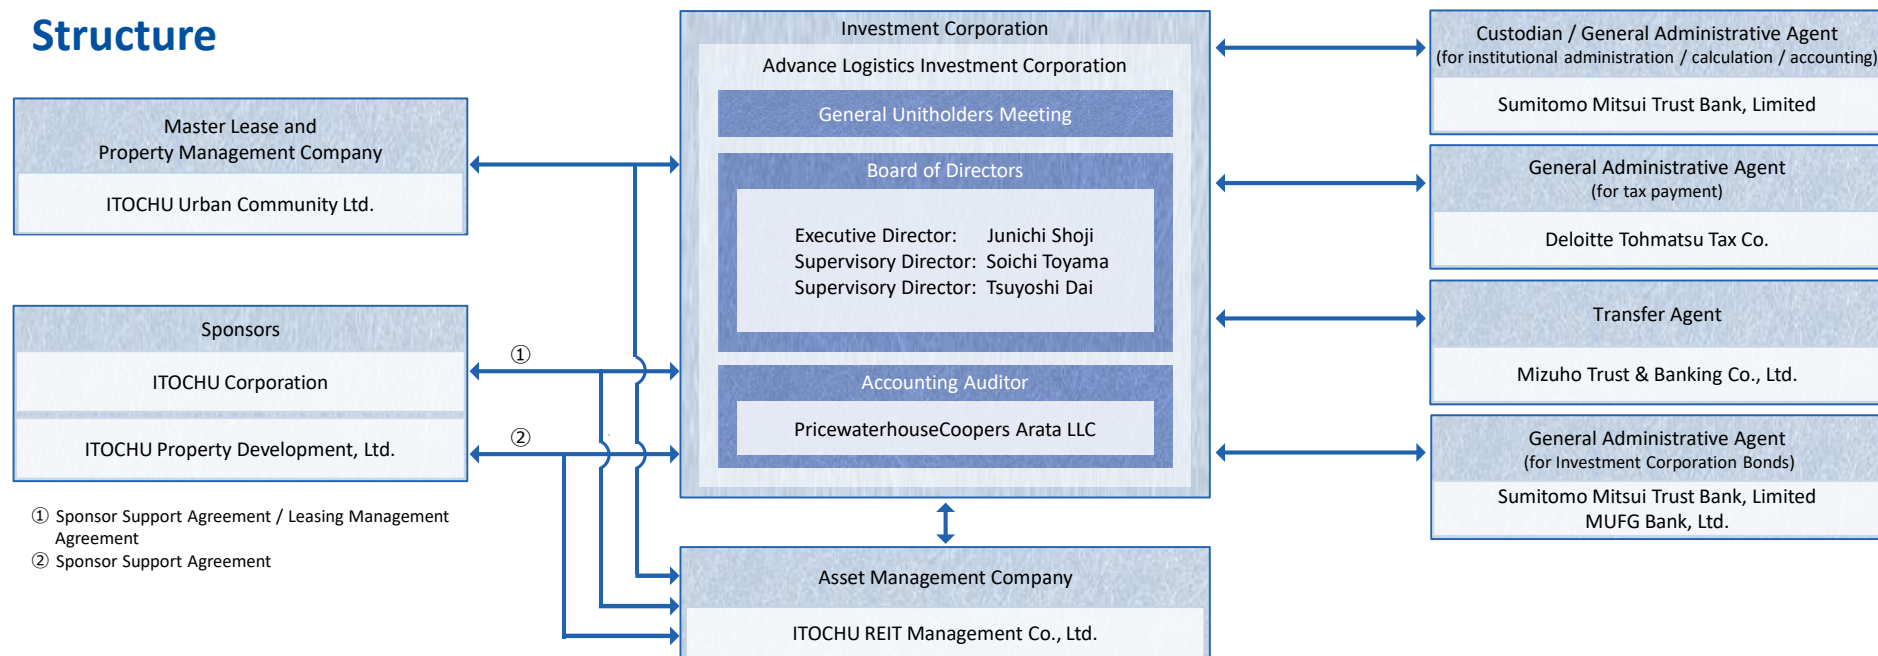 Structure
Master Lease and
Property Management Company
ITOCHU Urban Community Ltd.
Sponsors
ITOCHU Corporation
ITOCHU Property Development, Ltd.
①
②
① Sponsor Support Agreement / Leasing Management
Agreement
② Sponsor Support Agreement
Investment Corporation
Advance Logistics Investment Corporation
General Unitholders Meeting
Board of Directors
Executive Director: Junichi Shoji
Supervisory Director: Soichi Toyama
Supervisory Director: Tsuyoshi Dai
Accounting Auditor
PricewaterhouseCoopers Arata LLC
Asset Management Company
ITOCHU REIT Management Co., Ltd.
Custodian / General Administrative Agent
(for institutional administration / calculation / accounting)
Sumitomo Mitsui Trust Bank, Limited
General Administrative Agent
(for tax payment)
Deloitte Tohmatsu Tax Co.
Transfer Agent
Mizuho Trust & Banking Co., Ltd.
General Administrative Agent
(for Investment Corporation Bonds)
Sumitomo Mitsui Trust Bank, Limited
MUFG Bank, Ltd.